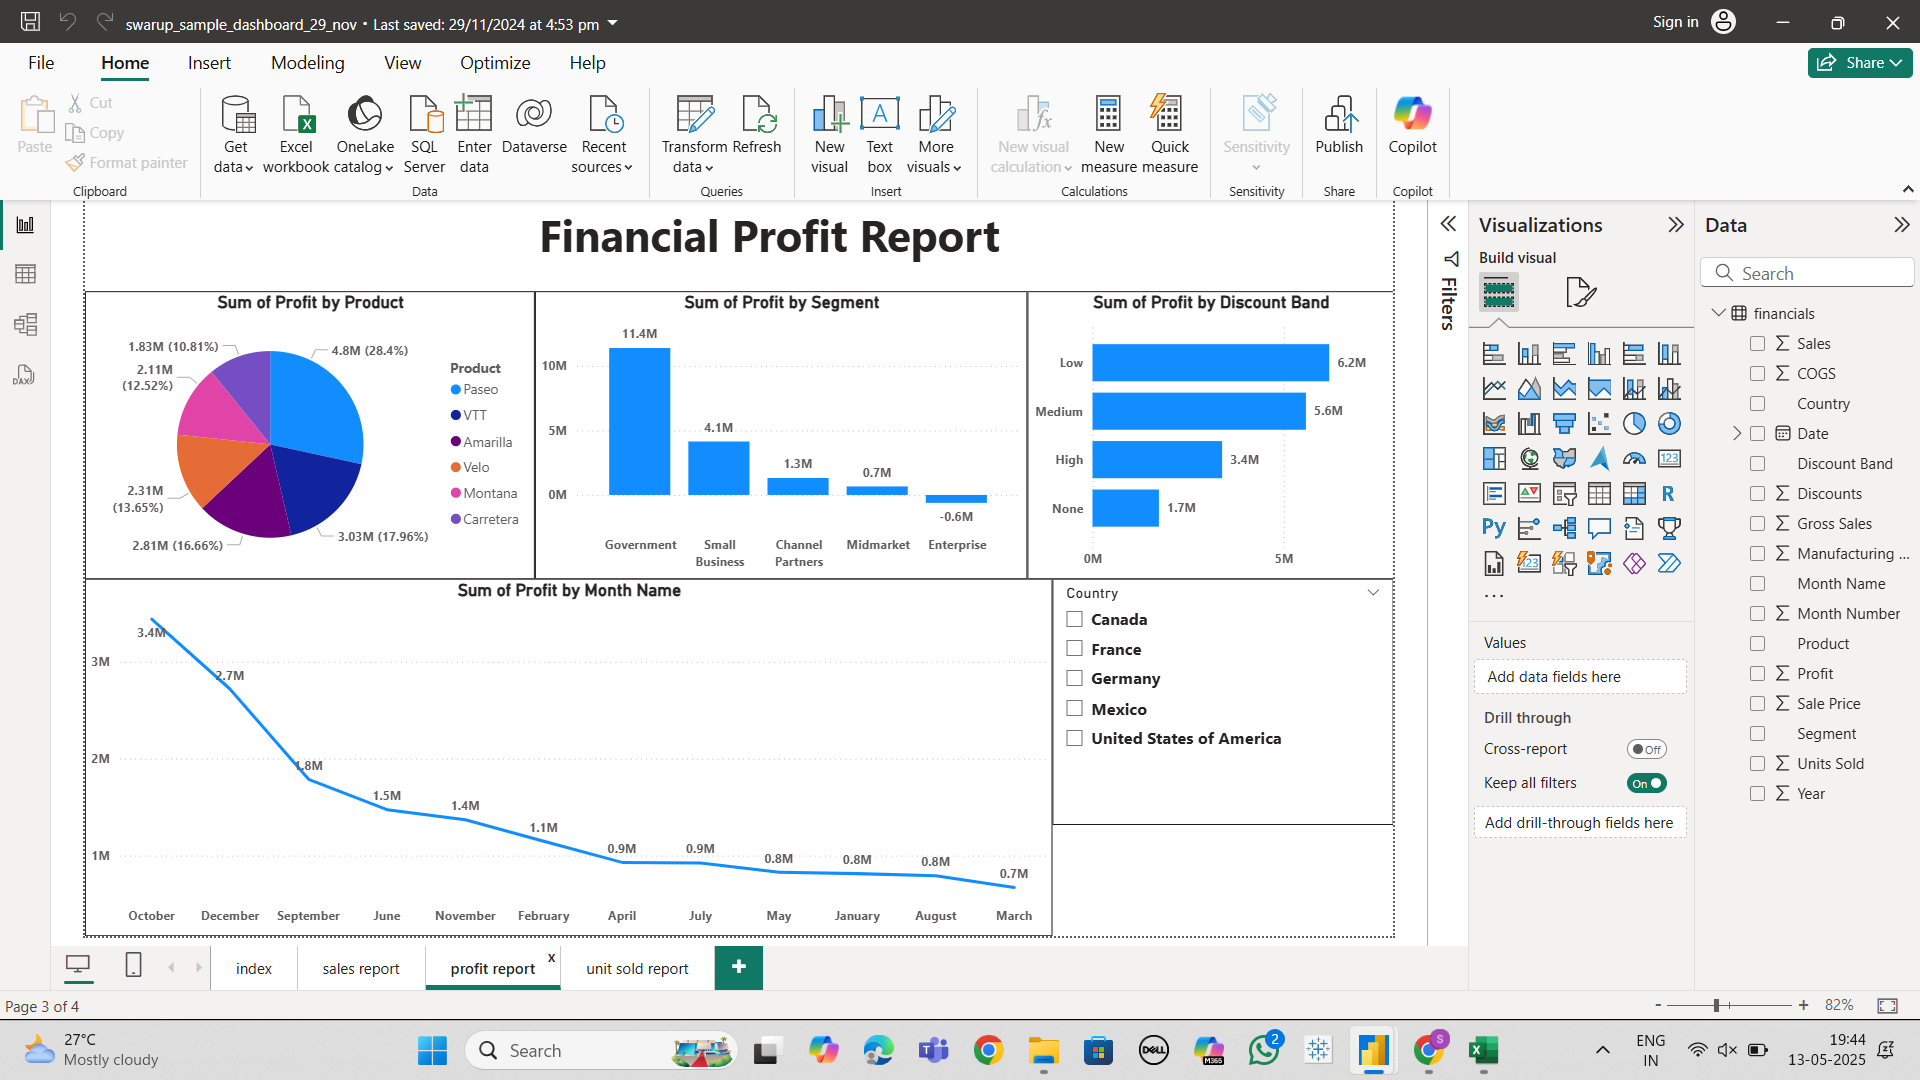 swarup_sample_dashboard_29_nov • Last saved: 29/11/2024 at 4:53 pm
Sign in
File
Home
Insert
Modeling
View
Optimize
Help
Share
Paste
Cut
Copy
Format painter
Clipboard
Get
data
Excel
workbook
OneLake
catalog
SQL
Server
Enter
data
Dataverse
Recent
sources
Data
Transform
data
Refresh
Queries
New
visual
A
Text
box
More
visuals
Insert
New visual
calculation
New
measure
Quick
measure
Calculations
Sensitivity
Sensitivity
Publish
Share
Copilot
Copilot
Financial Profit Report
Sum of Profit by Product
1.83M (10.81%)
4.8M (28.4%)
2.11M
(12.52%)
2.31M
(13.65%)
2.81M (16.66%)
3.03M (17.96%)
Product
Paseo
VTT
Amarilla
Velo
Montana
Carretera
Sum of Profit by Segment
10M
5M
0M
11.4M
4.1M
1.3M
0.7M
-0.6M
Government
Small
Business
Channel
Partners
Midmarket
Enterprise
Sum of Profit by Discount Band
Low
6.2M
Medium
5.6M
High
3.4M
None
1.7M
0M
5M
Sum of Profit by Month Name
3M
2M
1M
3.4M
2.7M
1.8M
1.5M
1.4M
1.1M
0.9M
0.9M
0.8M
0.8M
0.8M
0.7M
October
December
September
June
November
February
April
July
May
January
August
March
Country
Canada
France
Germany
Mexico
United States of America
Filters
Visualizations
Build visual
123
R
Py
123
...
Values
Add data fields here
Drill through
Cross-report
Off
Keep all filters
On
Add drill-through fields here
Data
Search
financials
Sales
COGS
Country
Date
Discount Band
Discounts
Gross Sales
Manufacturing ...
Month Name
Month Number
Product
Profit
Sale Price
Segment
Units Sold
Year
DAX
index
sales report
profit report
x
unit sold report
+
Page 3 of 4
- + 82%
27°C
Mostly cloudy
Search
DELL
M365
2
S
ENG
IN
19:44
13-05-2025